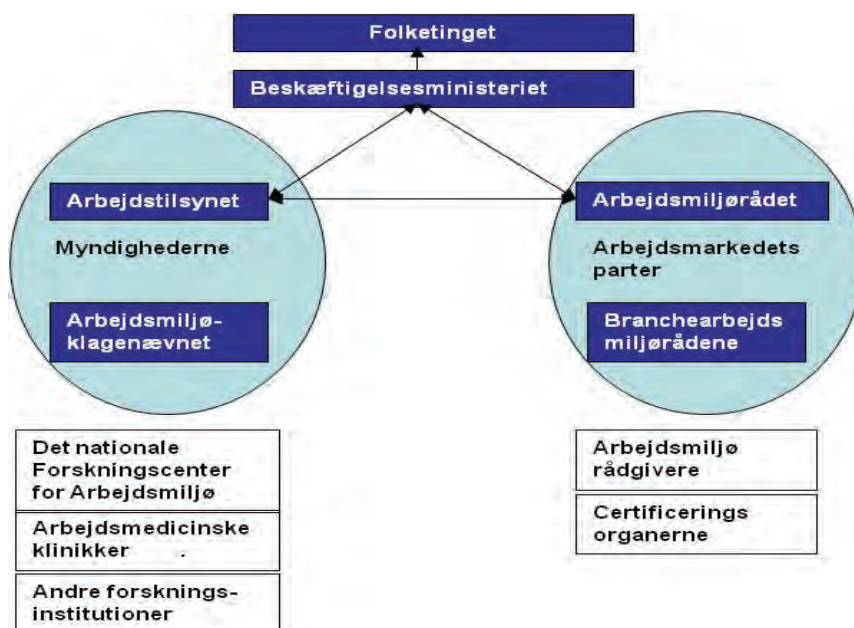 Folketinget
Beskæftigelsesministeriet
Arbejdstilsynet
Myndighederne
Arbejdsmiljø-
klagenævnet
Arbejdsmiljørådet
Arbejdsmarkedets
parter
Branchearbejds
miljørådene
Det nationale
Forskningscenter
for Arbejdsmiljø
Arbejdsmedicinske
klinikker .
Andre forsknings-
institutioner
Arbejdsmiljø
rådgivere
Certificerings
organerne